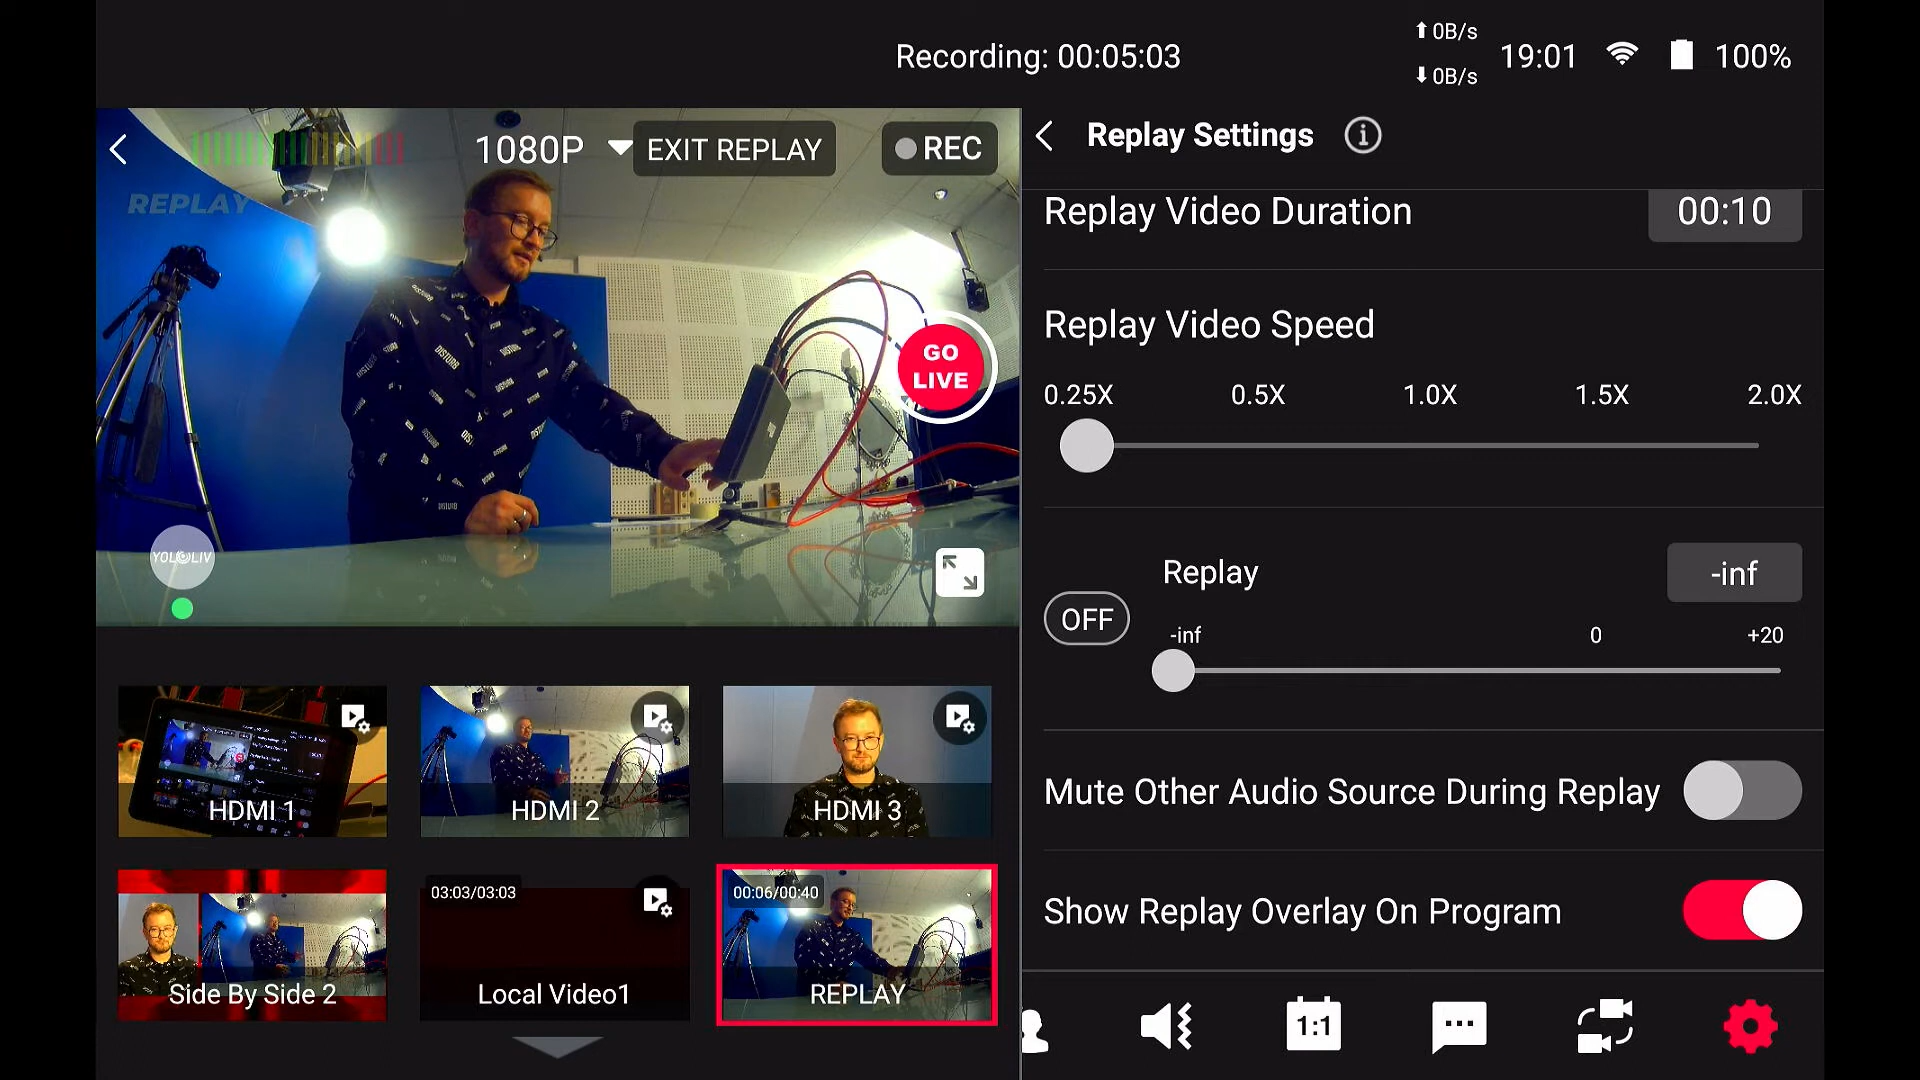 Recording: 00:05:03
0B/s
0B/s
19:01
100%
1080P
EXIT REPLAY
REC
REPLAY
GO
LIVE
YOLOLIV
DISTURB
HDMI 1
HDMI 2
HDMI 3
Side By Side 2
03:03/03:03
Local Video1
00:06/00:40
REPLAY
Replay Settings
Replay Video Duration
00:10
Replay Video Speed
0.25X 0.5X 1.0X 1.5X 2.0X
Replay
-inf
OFF
-inf 0 +20
Mute Other Audio Source During Replay
Show Replay Overlay On Program
1:1